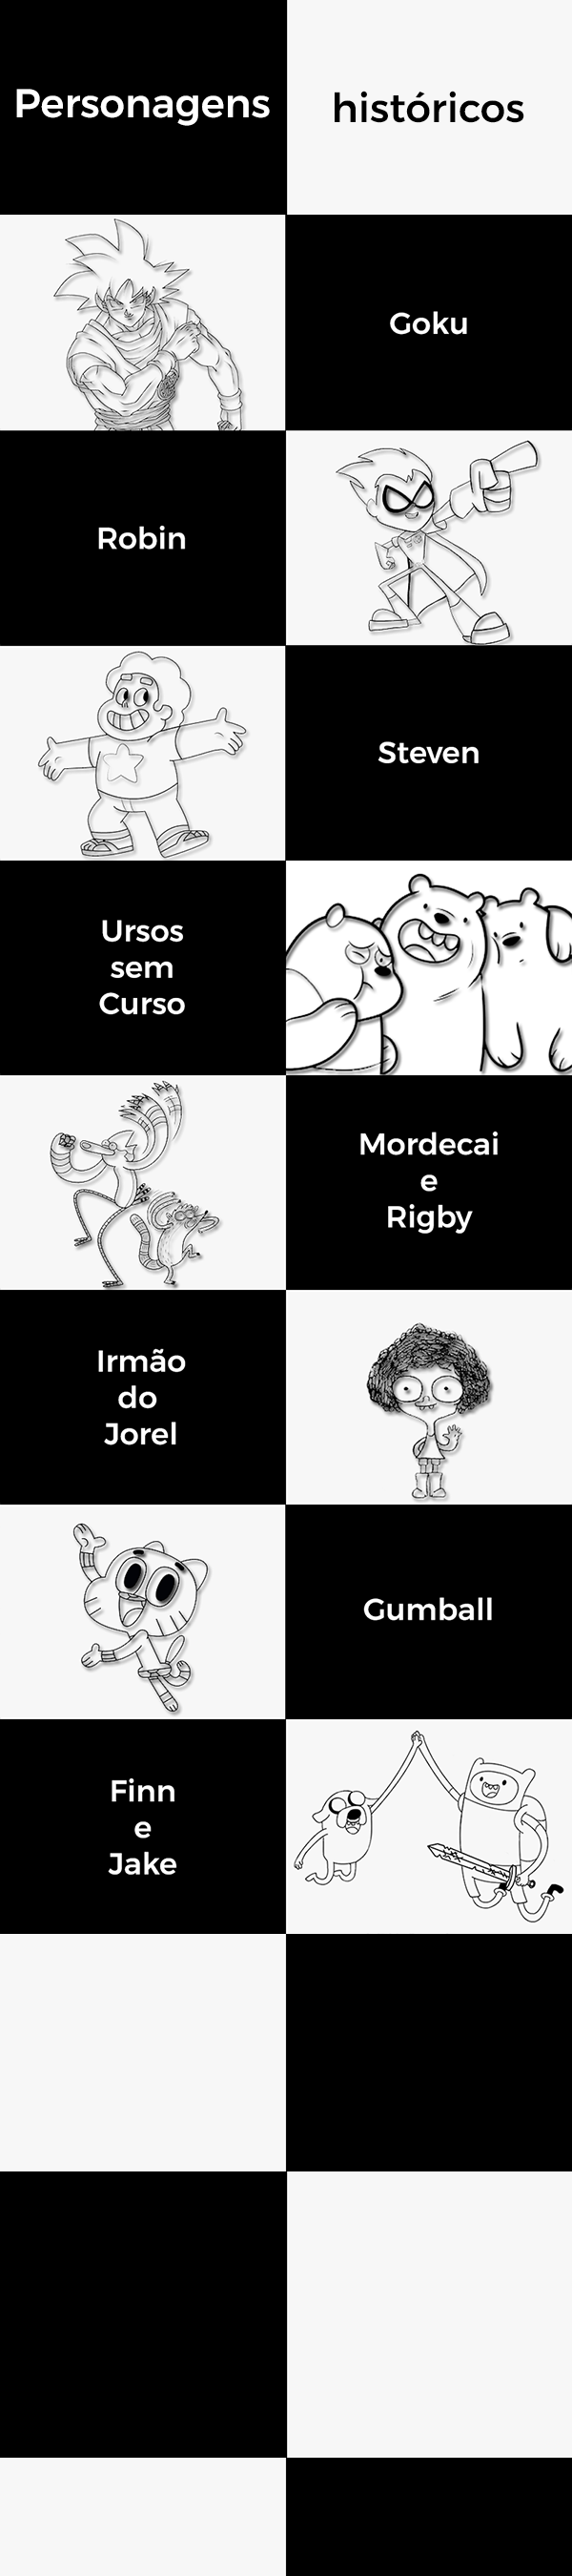 Personagens
históricos
Goku
Robin
Steven
Ursos
sem
Curso
Mordecai
e
Rigby
Irmão
do
Jorel
Gumball
Finn
e
Jake